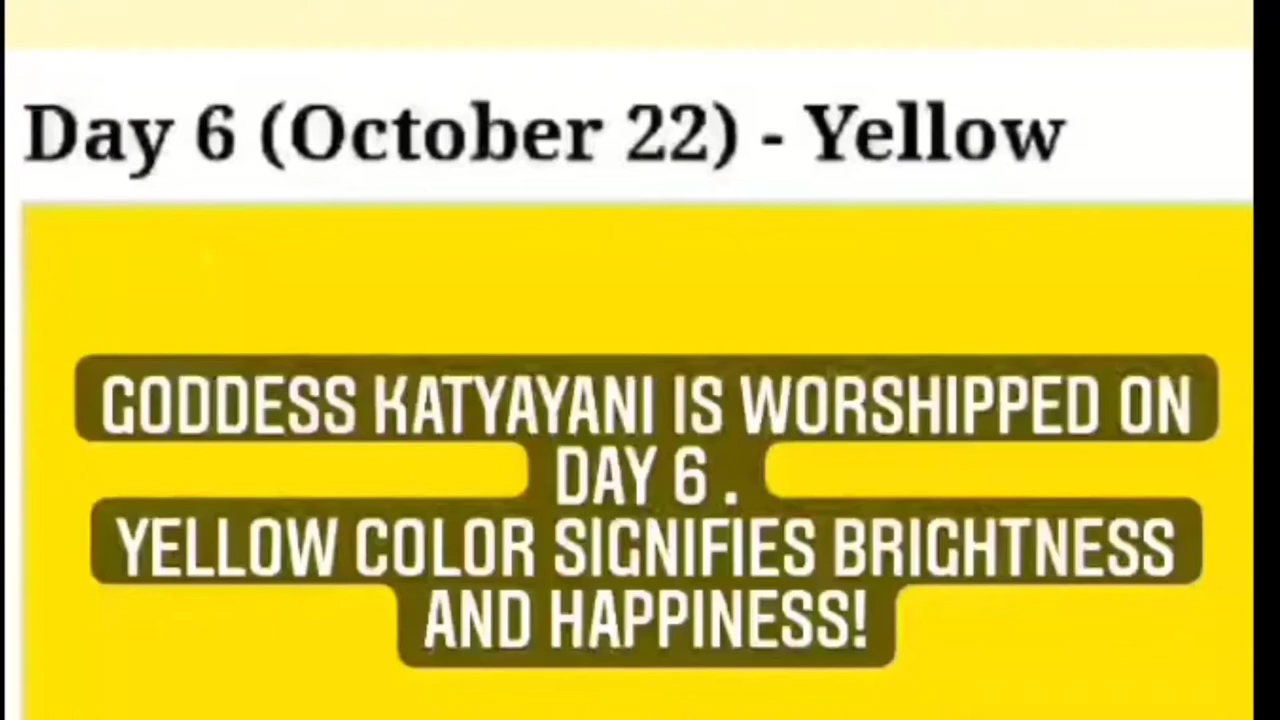 Day 6 (October 22) - Yellow
GODDESS KATYAYANI IS WORSHIPPED ON
DAY 6 .
YELLOW COLOR SIGNIFIES BRIGHTNESS
AND HAPPINESS!